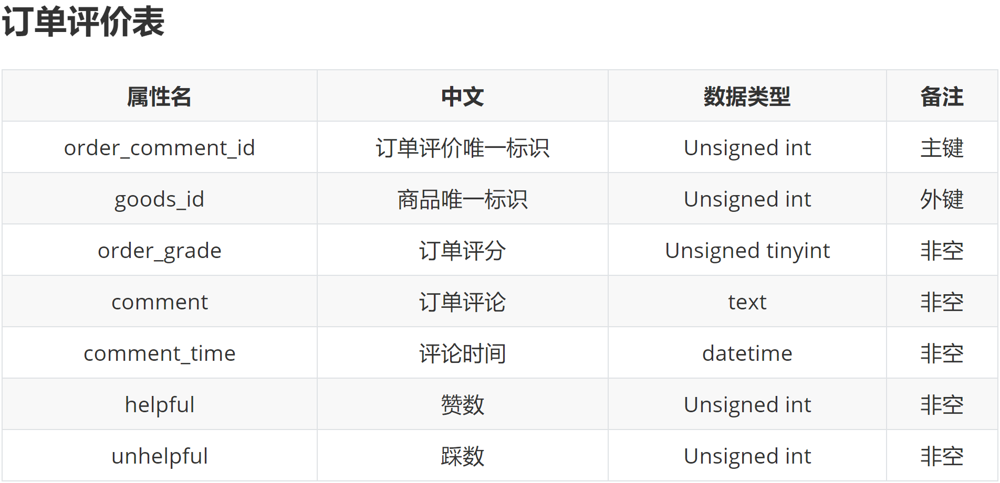 订单评价表
属性名 中文 数据类型 备注
order_comment_id 订单评价唯一标识 Unsigned int 主键
goods_id 商品唯一标识 Unsigned int 外键
order_grade 订单评分 Unsigned tinyint 非空
comment 订单评论 text 非空
comment_time 评论时间 datetime 非空
helpful 赞数 Unsigned int 非空
unhelpful 踩数 Unsigned int 非空